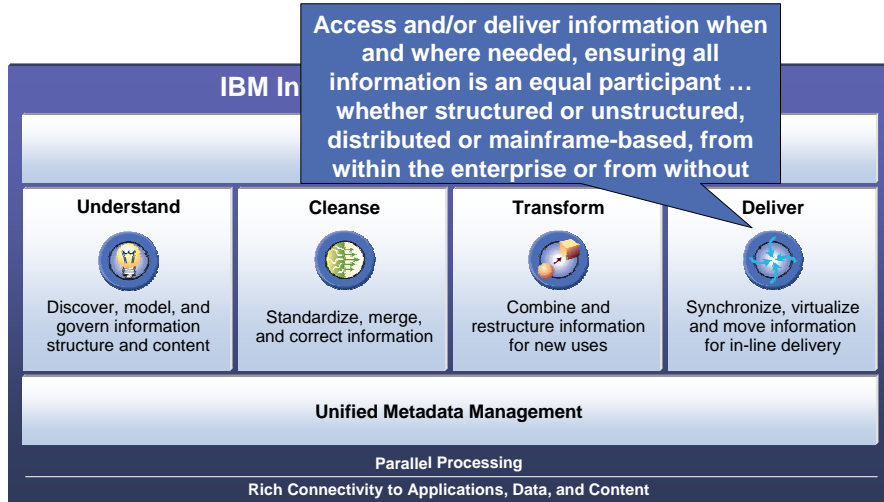 Access and/or deliver information when
and where needed, ensuring all
information is an equal participant …
whether structured or unstructured,
distributed or mainframe-based, from
within the enterprise or from without
IBM In
Understand
Discover, model, and
govern information
structure and content
Cleanse
Standardize, merge,
and correct information
Transform
Combine and
restructure information
for new uses
Deliver
Synchronize, virtualize
and move information
for in-line delivery
Unified Metadata Management
Parallel Processing
Rich Connectivity to Applications, Data, and Content